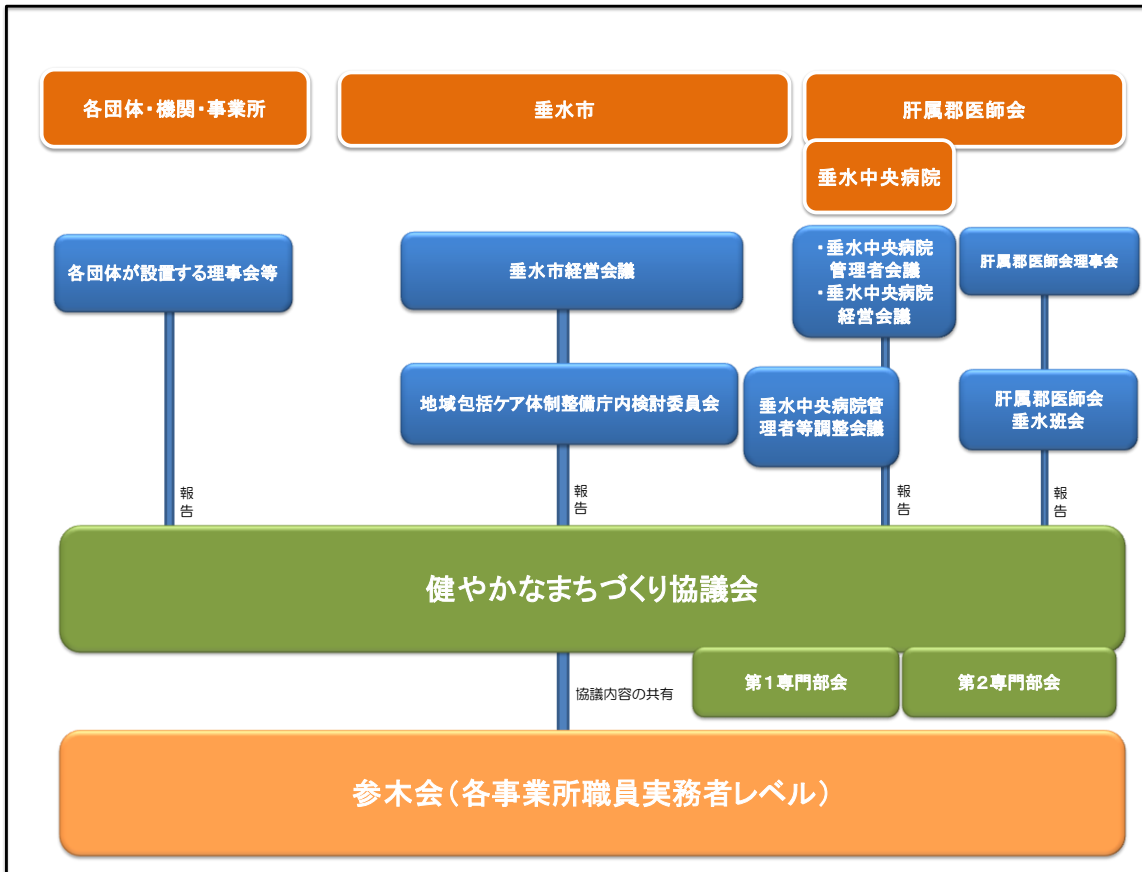 各団体・機関・事業所
垂水市
肝属郡医師会
垂水中央病院
各団体が設置する理事会等
垂水市経営会議
・垂水中央病院
管理者会議
・垂水中央病院
経営会議
肝属郡医師会理事会
地域包括ケア体制整備庁内検討委員会
垂水中央病院管
理者等調整会議
肝属郡医師会
垂水班会
報
告
報
告
報
告
報
告
健やかなまちづくり協議会
第1専門部会
第2専門部会
協議内容の共有
参木会(各事業所職員実務者レベル)